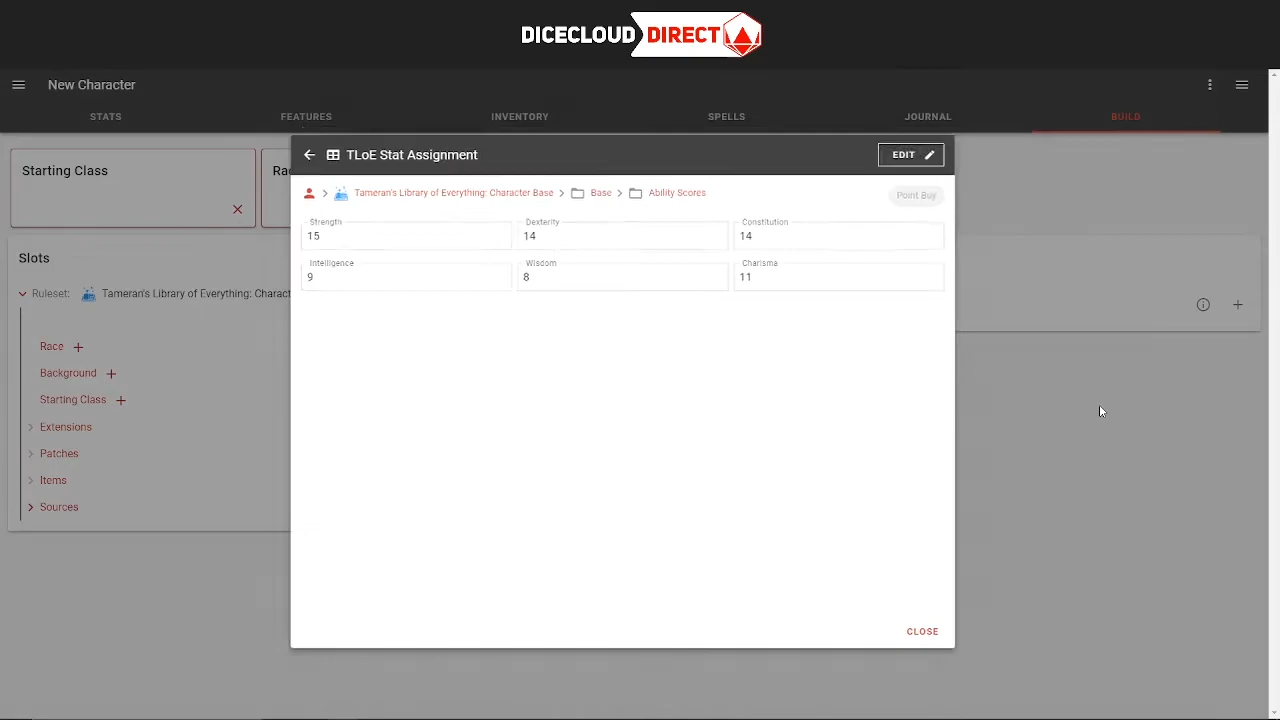 DICECLOUD DIRECT
New Character
STATS FEATURES INVENTORY SPELLS JOURNAL BUILD
TLoE Stat Assignment EDIT
Starting Class
Tameran's Library of Everything: Character Base > Base > Ability Scores Point Buy
Strength Dexterity Constitution
15 14 14
Intelligence Wisdom Charisma
9 8 11
Slots
Ruleset: Tameran's Library of Everything: Charact
Race +
Background +
Starting Class +
Extensions
Patches
Items
Sources
CLOSE